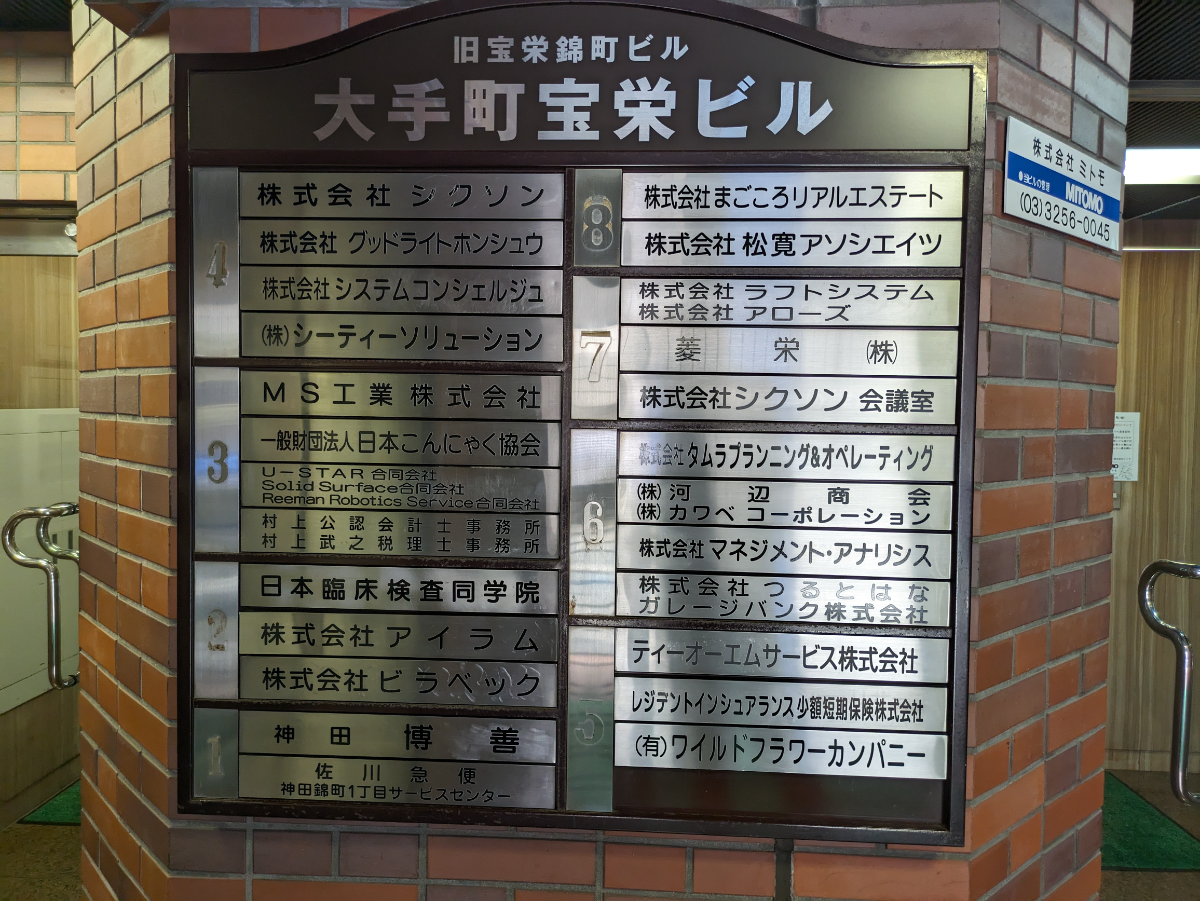 旧宝栄錦町ビル
大手町宝栄ビル
4
株式会社 シクソン
株式会社 グッドライトホンシュウ
株式会社 システムコンシェルジュ
(株) シーティーソリューション
3
MS工業株式会社
一般財団法人日本こんにゃく協会
U-STAR 合同会社
Solid Surface合同会社
Reeman Robotics Service合同会社
村上公認会計士事務所
村上武之税理士事務所
2
日本臨床検査同学院
株式会社アイラム
株式会社ビラベック
1
神田 博善
佐川急便
神田錦町1丁目サービスセンター
8
株式会社まごころリアルエステート
株式会社 松寛アソシエイツ
7
株式会社 ラフトシステム
株式会社 アローズ
菱栄 (株)
株式会社シクソン 会議室
6
株式会社 タムラプランニング&オペレーティング
(株) 河辺商会
(株) カワベ コーポレーション
株式会社 マネジメント・アナリシス
株式会社つるとはな
ガレージバンク株式会社
5
ティーオーエムサービス株式会社
レジデントインシュアランス少額短期保険株式会社
(有)ワイルドフラワーカンパニー
株式会社 ミトモ
当ビルの管理 MITOMO
(03)3256-0045